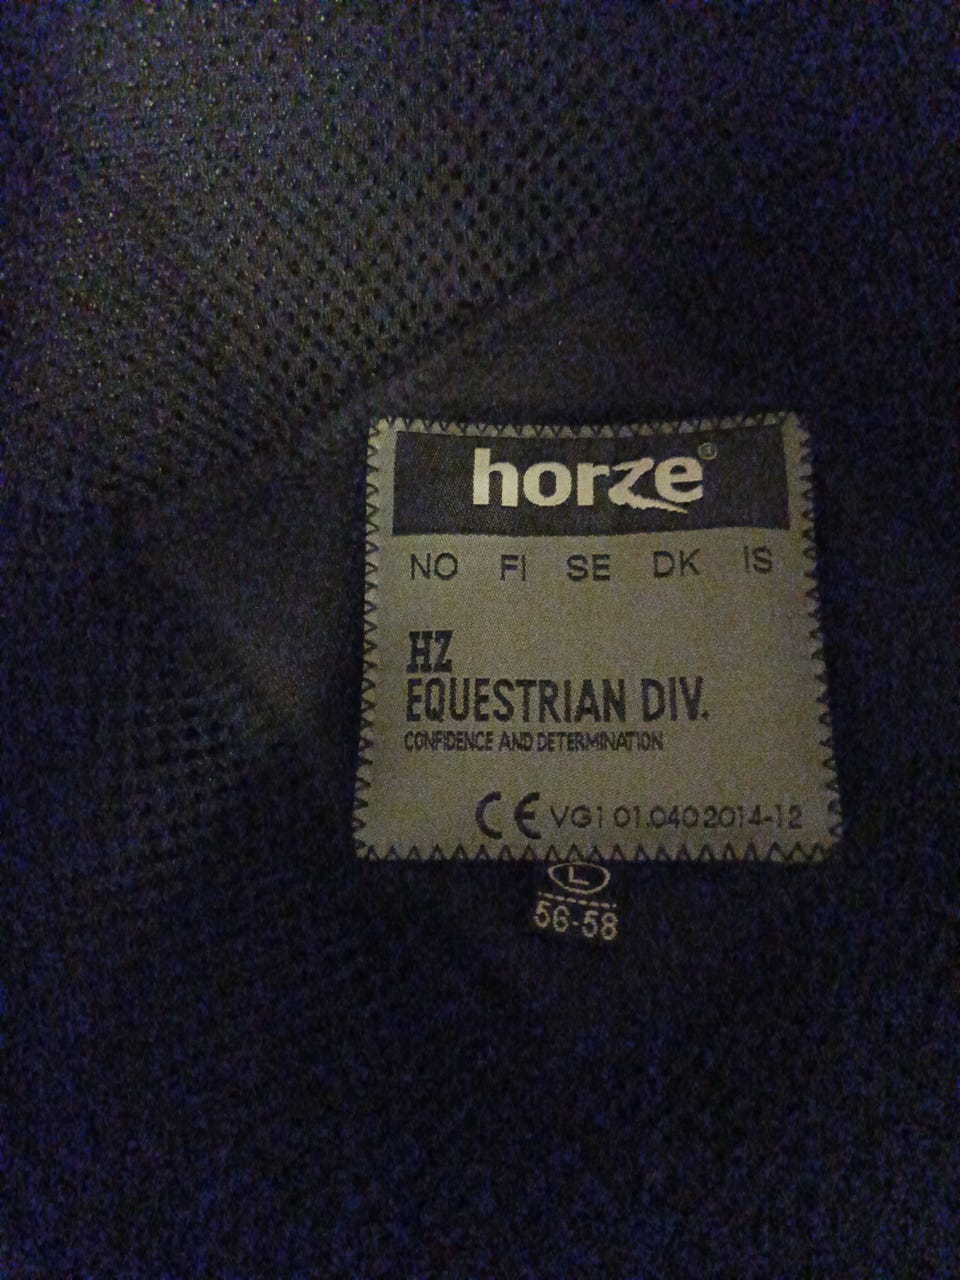 horze®
NO FI SE DK IS
HZ
EQUESTRIAN DIV.
CONFIDENCE AND DETERMINATION
CE VG1 01.040 2014-12
L
56-58